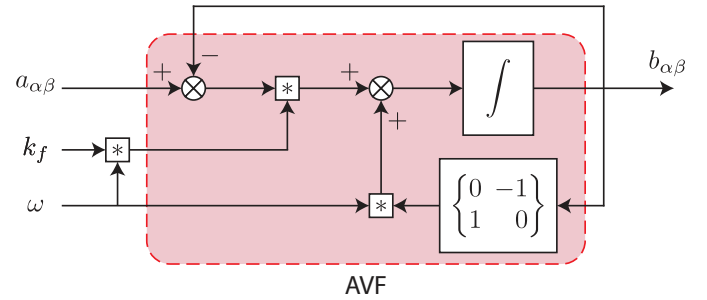 −
a_{αβ} + + b_{αβ}
* ∫
k_f * +
ω * {0 −1
1 0}
AVF